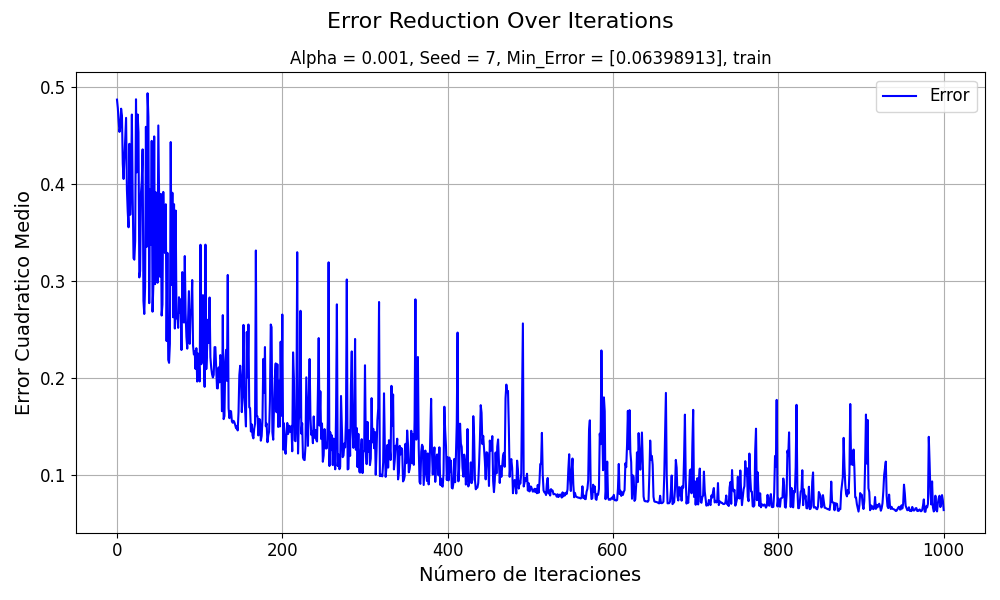 Error Reduction Over Iterations
Alpha = 0.001, Seed = 7, Min_Error = [0.06398913], train
Error
0.5
0.4
0.3
0.2
0.1
Error Cuadratico Medio
0 200 400 600 800 1000
Número de Iteraciones